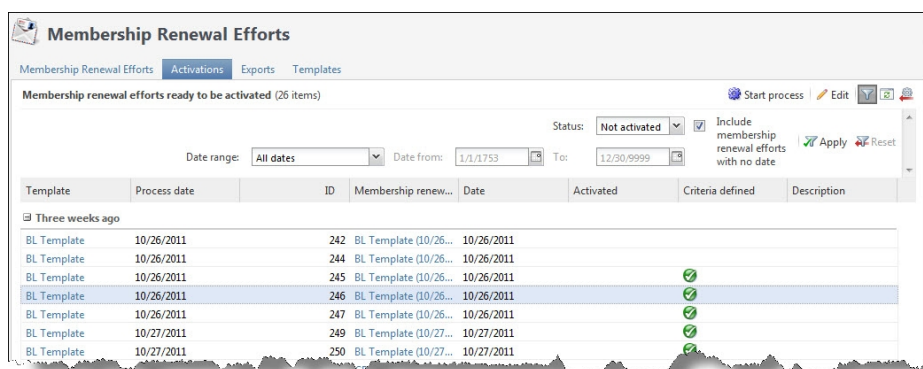 Membership Renewal Efforts
Membership Renewal Efforts Activations Exports Templates
Membership renewal efforts ready to be activated (26 items) Start process Edit
Status: Not activated Include membership renewal efforts with no date Apply Reset
Date range: All dates Date from: 1/1/1753 To: 12/30/9999
Template Process date ID Membership renew... Date Activated Criteria defined Description
Three weeks ago
BL Template 10/26/2011 242 BL Template (10/26... 10/26/2011
BL Template 10/26/2011 244 BL Template (10/26... 10/26/2011
BL Template 10/26/2011 245 BL Template (10/26... 10/26/2011
BL Template 10/26/2011 246 BL Template (10/26... 10/26/2011
BL Template 10/26/2011 247 BL Template (10/26... 10/26/2011
BL Template 10/27/2011 249 BL Template (10/27... 10/27/2011
BL Template 10/27/2011 250 BL Template (10/27... 10/27/2011